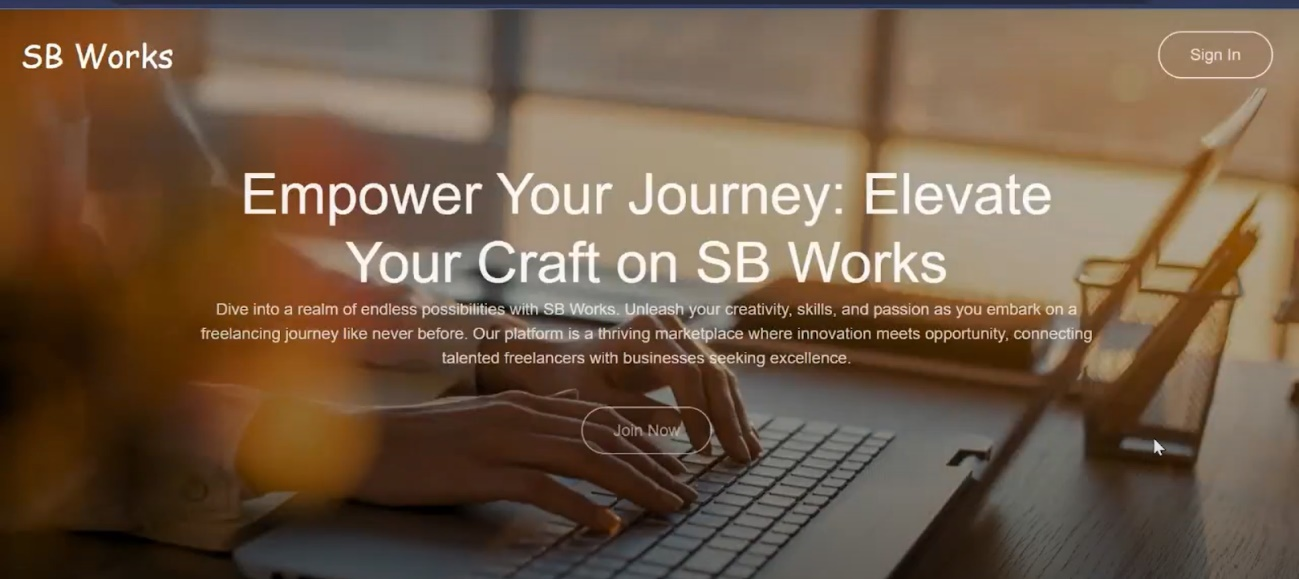 SB Works
Sign In
Empower Your Journey: Elevate
Your Craft on SB Works
Dive into a realm of endless possibilities with SB Works. Unleash your creativity, skills, and passion as you embark on a
freelancing journey like never before. Our platform is a thriving marketplace where innovation meets opportunity, connecting
talented freelancers with businesses seeking excellence.
Join Now